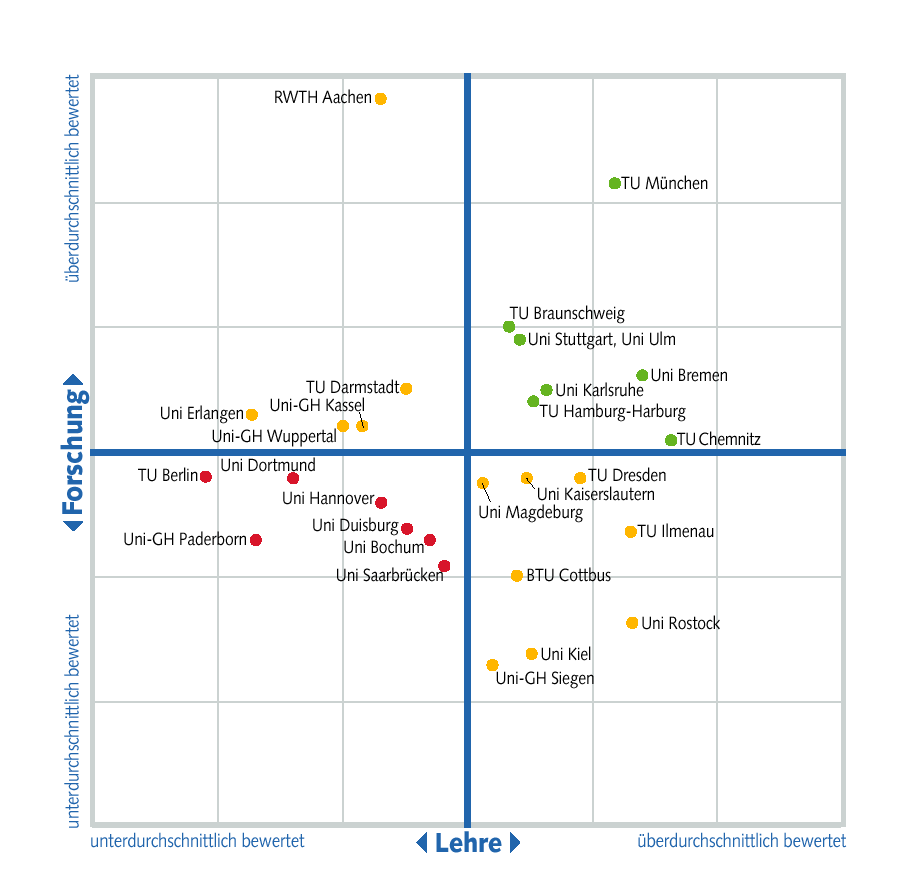 überdurchschnittlich bewertet
RWTH Aachen
TU München
TU Braunschweig
Uni Stuttgart, Uni Ulm
Uni Bremen
TU Darmstadt
Uni Karlsruhe
Uni-GH Kassel
TU Hamburg-Harburg
Uni Erlangen
Uni-GH Wuppertal
TU Chemnitz
Forschung
Uni Dortmund
TU Berlin
TU Dresden
Uni Kaiserslautern
Uni Hannover
Uni Magdeburg
Uni Duisburg
TU Ilmenau
Uni-GH Paderborn
Uni Bochum
Uni Saarbrücken
BTU Cottbus
Uni Rostock
Uni Kiel
Uni-GH Siegen
unterdurchschnittlich bewertet
unterdurchschnittlich bewertet
Lehre
überdurchschnittlich bewertet